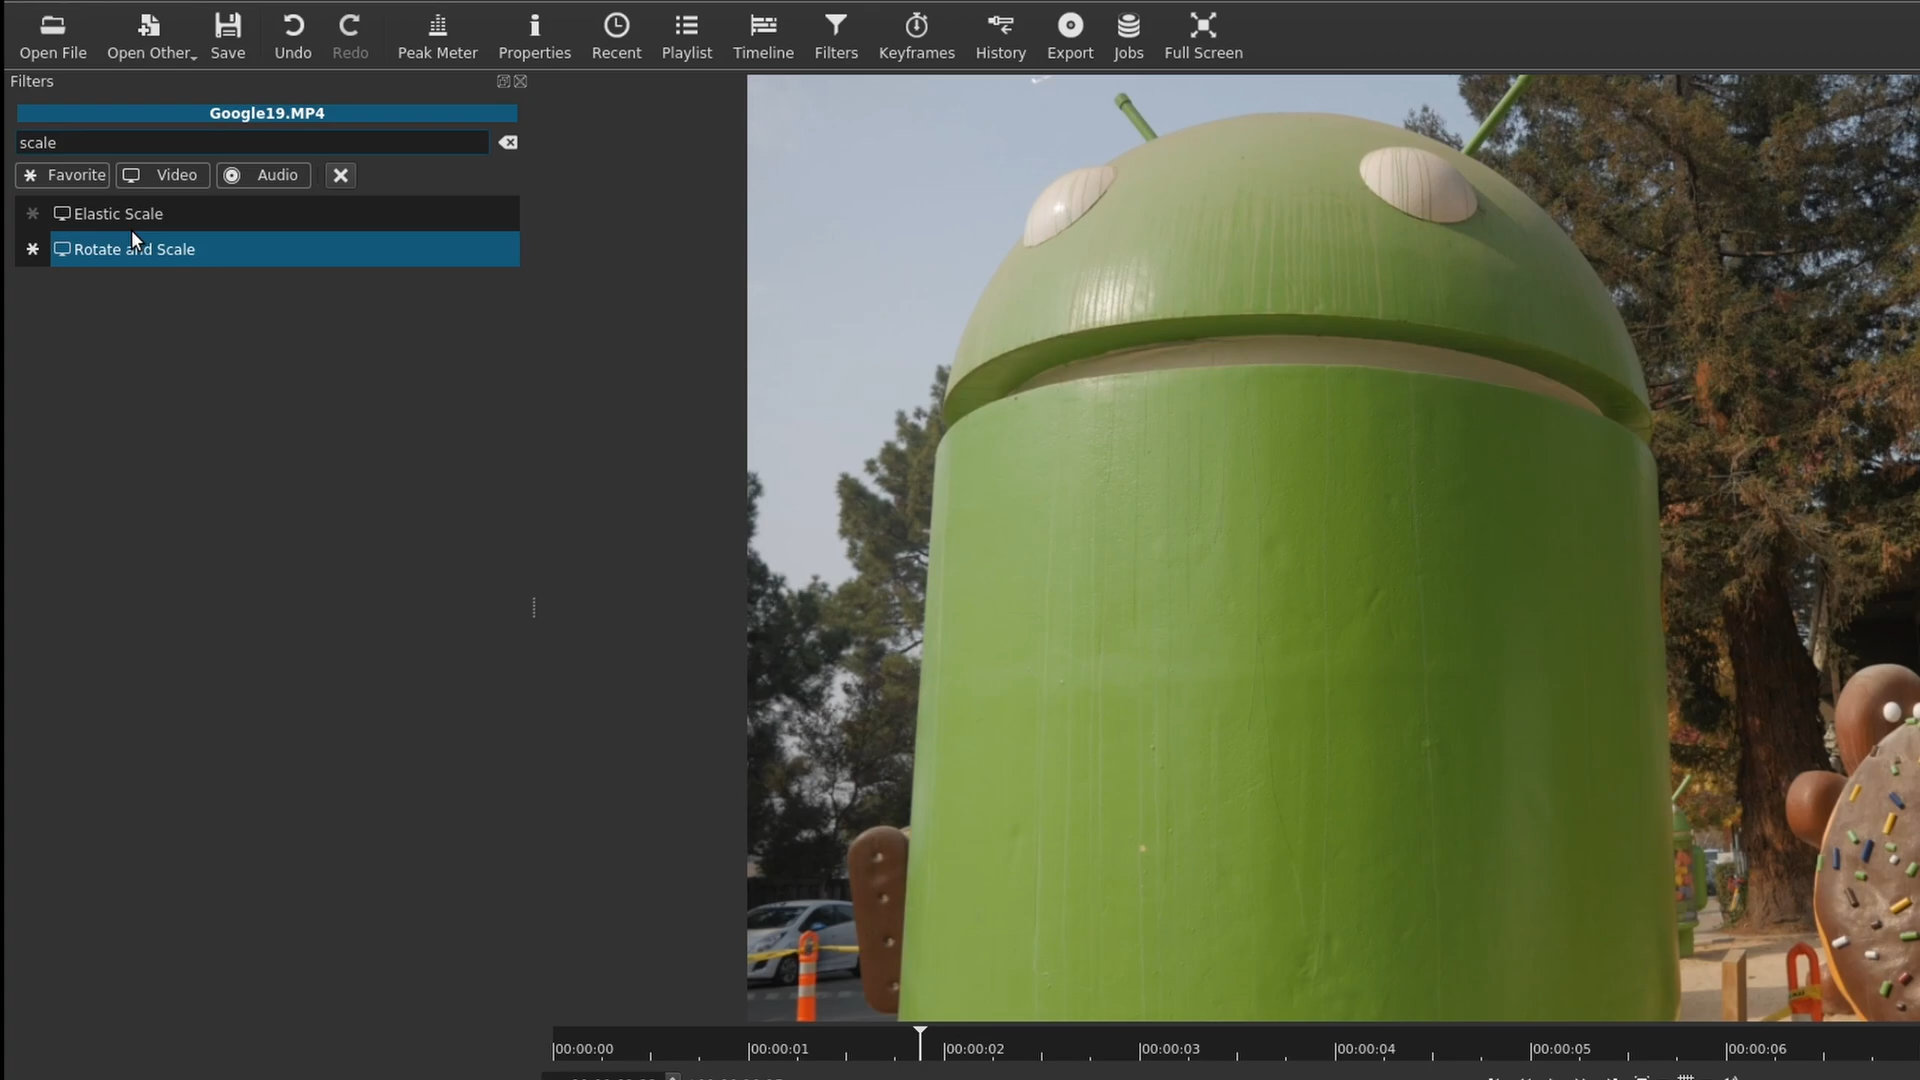 Open File Open Other Save Undo Redo Peak Meter Properties Recent Playlist Timeline Filters Keyframes History Export Jobs Full Screen
Filters
Google19.MP4
scale
Favorite Video Audio
Elastic Scale
Rotate and Scale
00:00:00 00:00:01 00:00:02 00:00:03 00:00:04 00:00:05 00:00:06